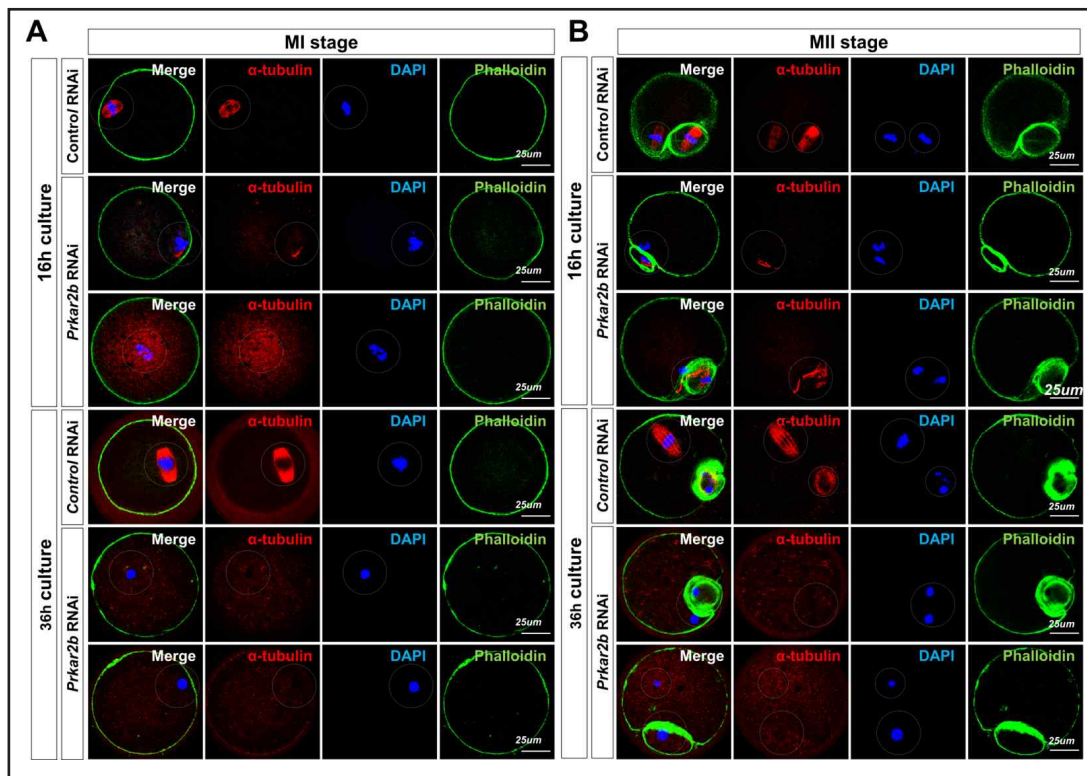 A
MI stage
16h culture
Control RNAi
Merge α-tubulin DAPI Phalloidin
25um
Prkar2b RNAi
Merge α-tubulin DAPI Phalloidin
25um
Merge α-tubulin DAPI Phalloidin
25um
36h culture
Control RNAi
Merge α-tubulin DAPI Phalloidin
25um
Prkar2b RNAi
Merge α-tubulin DAPI Phalloidin
25um
Merge α-tubulin DAPI Phalloidin
25um
B
MII stage
16h culture
Control RNAi
Merge α-tubulin DAPI Phalloidin
25um
Prkar2b RNAi
Merge α-tubulin DAPI Phalloidin
25um
Merge α-tubulin DAPI Phalloidin
25um
36h culture
Control RNAi
Merge α-tubulin DAPI Phalloidin
25um
Prkar2b RNAi
Merge α-tubulin DAPI Phalloidin
25um
Merge α-tubulin DAPI Phalloidin
25um